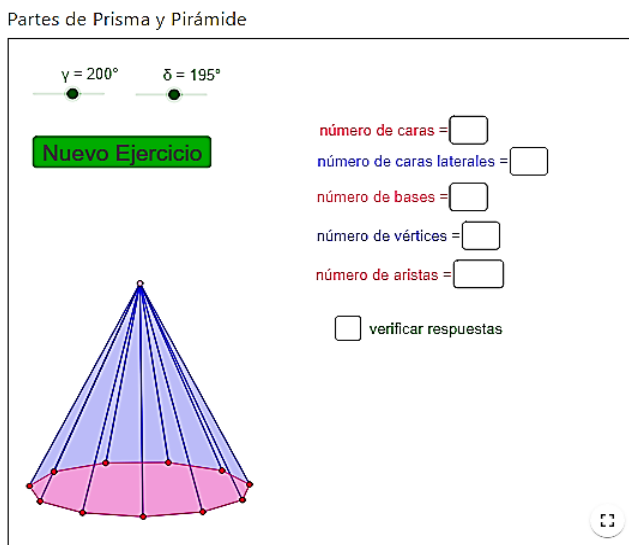 Partes de Prisma y Pirámide
γ = 200°
δ = 195°
Nuevo Ejercicio
número de caras =
número de caras laterales =
número de bases =
número de vértices =
número de aristas =
verificar respuestas